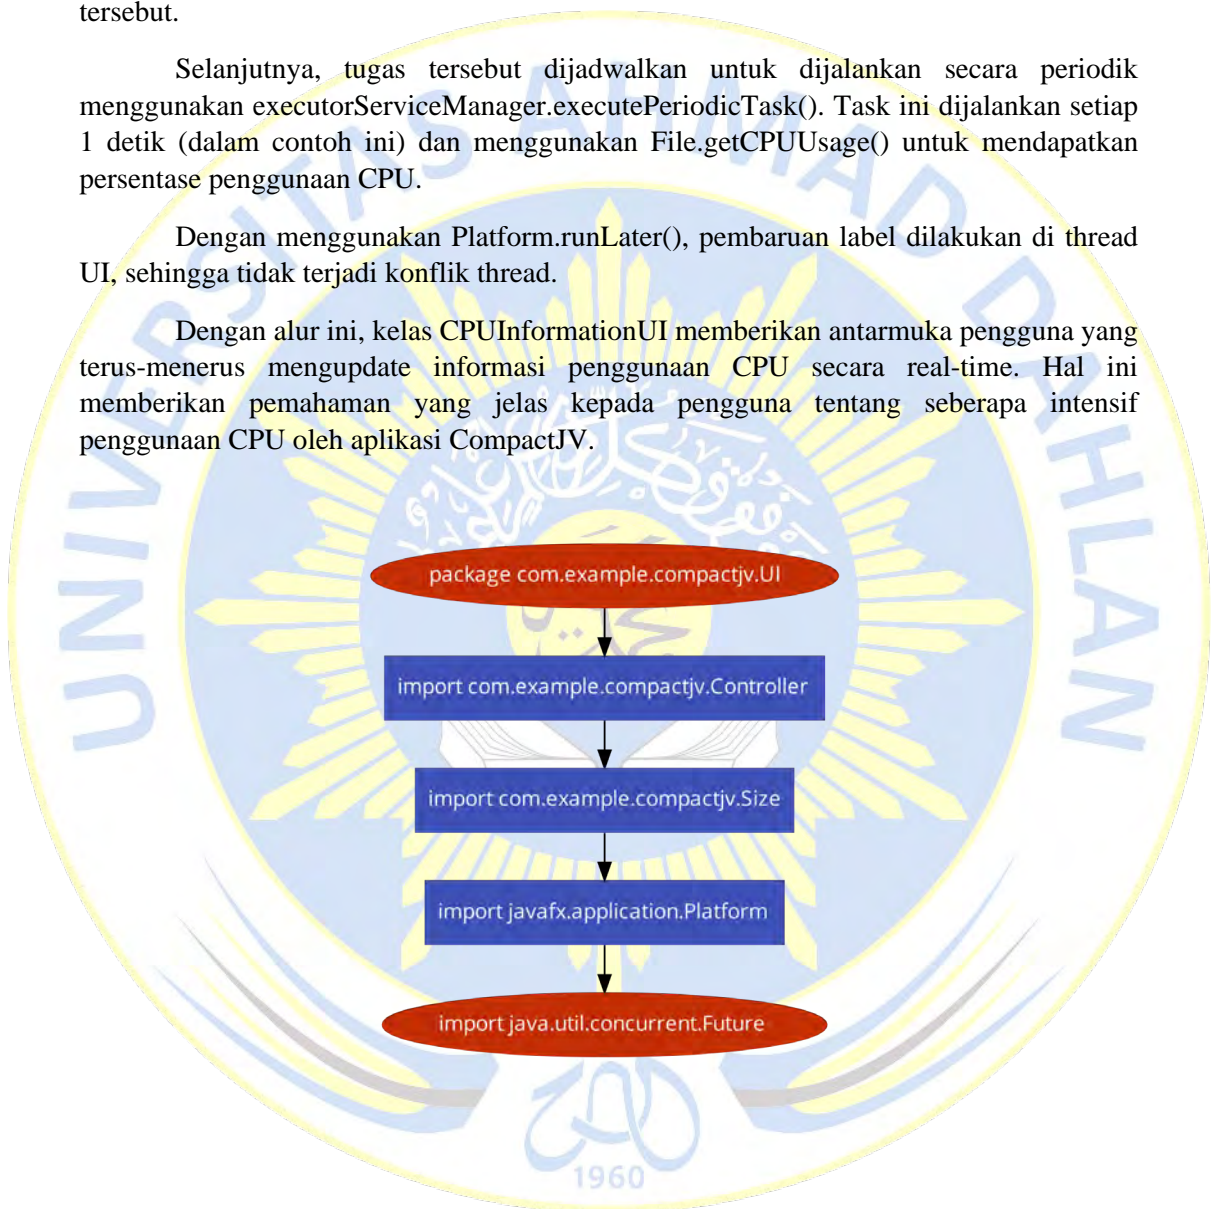 tersebut.
Selanjutnya, tugas tersebut dijadwalkan untuk dijalankan secara periodik
menggunakan executorServiceManager.executePeriodicTask(). Task ini dijalankan setiap
1 detik (dalam contoh ini) dan menggunakan File.getCPUUsage() untuk mendapatkan
persentase penggunaan CPU.
Dengan menggunakan Platform.runLater(), pembaruan label dilakukan di thread
UI, sehingga tidak terjadi konflik thread.
Dengan alur ini, kelas CPUInformationUI memberikan antarmuka pengguna yang
terus-menerus mengupdate informasi penggunaan CPU secara real-time. Hal ini
memberikan pemahaman yang jelas kepada pengguna tentang seberapa intensif
penggunaan CPU oleh aplikasi CompactJV.
package com.example.compactjv.UI
import com.example.compactjv.Controller
import com.example.compactjv.Size
import javafx.application.Platform
import java.util.concurrent.Future
UNIVERSITAS AHMAD DAHLAN
1960